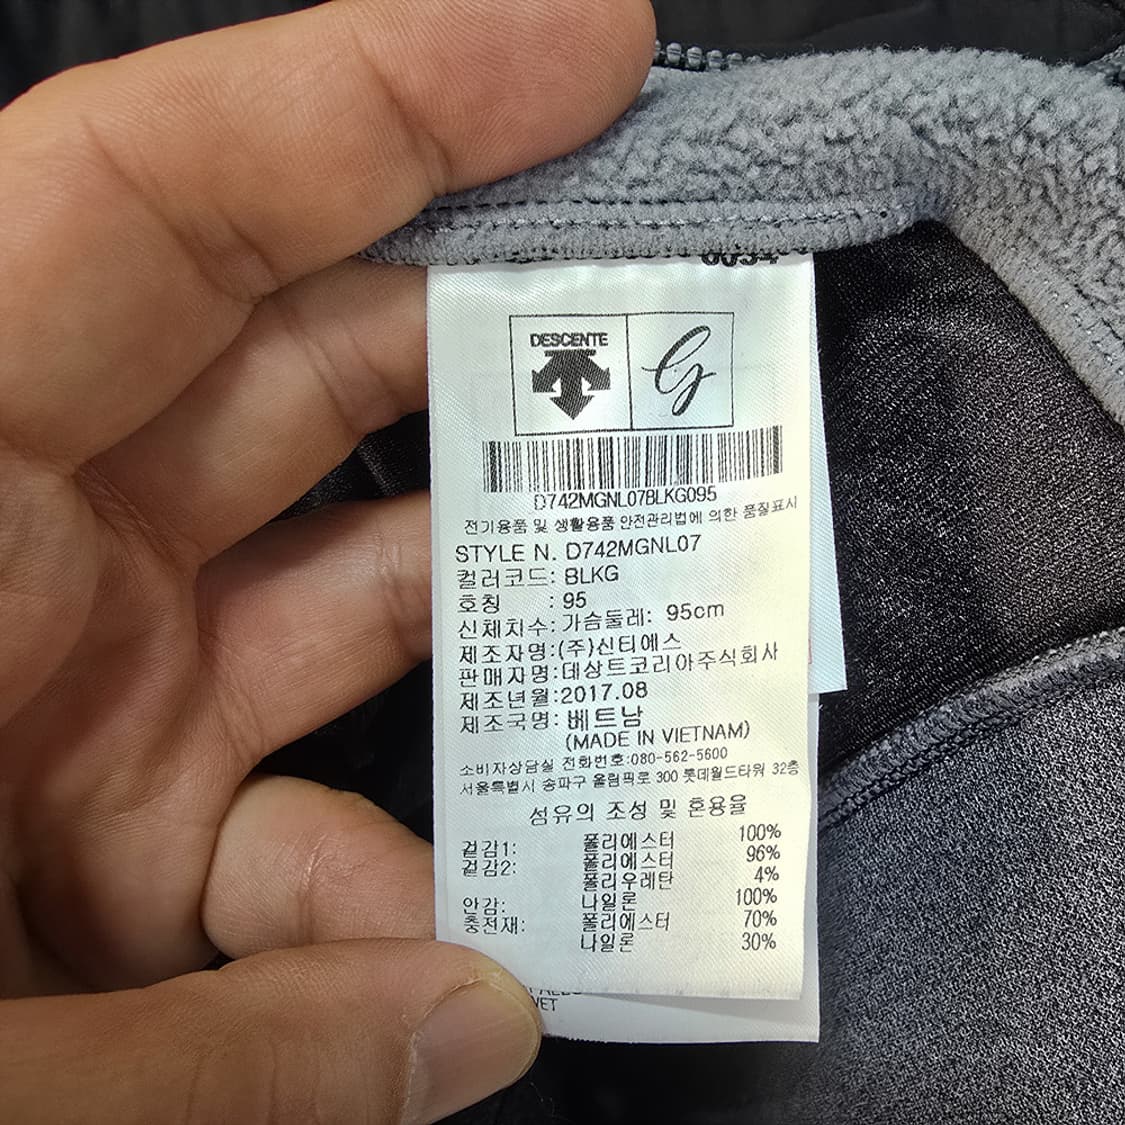 DESCENTE
G
D742MGNL07BLKG095
전기용품 및 생활용품 안전관리법에 의한 품질표시
STYLE N. D742MGNL07
컬러코드: BLKG
호칭 : 95
신체치수: 가슴둘레: 95cm
제조자명:(주)신티에스
판매자명:데상트코리아주식회사
제조년월:2017.08
제조국명: 베트남
(MADE IN VIETNAM)
소비자상담실 전화번호:080-562-5600
서울특별시 송파구 올림픽로 300 롯데월드타워 32층
섬유의 조성 및 혼용율
겉감1: 폴리에스터 100%
겉감2: 폴리에스터 96%
폴리우레탄 4%
안감: 나일론 100%
충전재: 폴리에스터 70%
나일론 30%